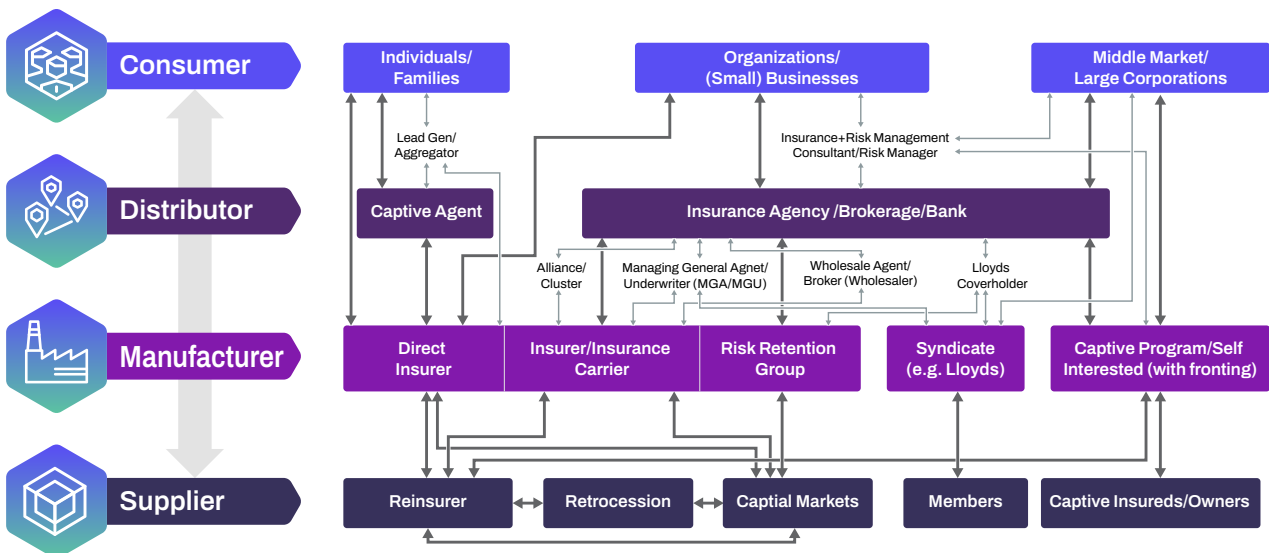 Consumer
Individuals/
Families
Organizations/
(Small) Businesses
Middle Market/
Large Corporations
Lead Gen/
Aggregator
Insurance+Risk Management
Consultant/Risk Manager
Distributor
Captive Agent
Insurance Agency /Brokerage/Bank
Alliance/
Cluster
Managing General Agnet/
Underwriter (MGA/MGU)
Wholesale Agent/
Broker (Wholesaler)
Lloyds
Coverholder
Manufacturer
Direct
Insurer
Insurer/Insurance
Carrier
Risk Retention
Group
Syndicate
(e.g. Lloyds)
Captive Program/Self
Interested (with fronting)
Supplier
Reinsurer
Retrocession
Captial Markets
Members
Captive Insureds/Owners